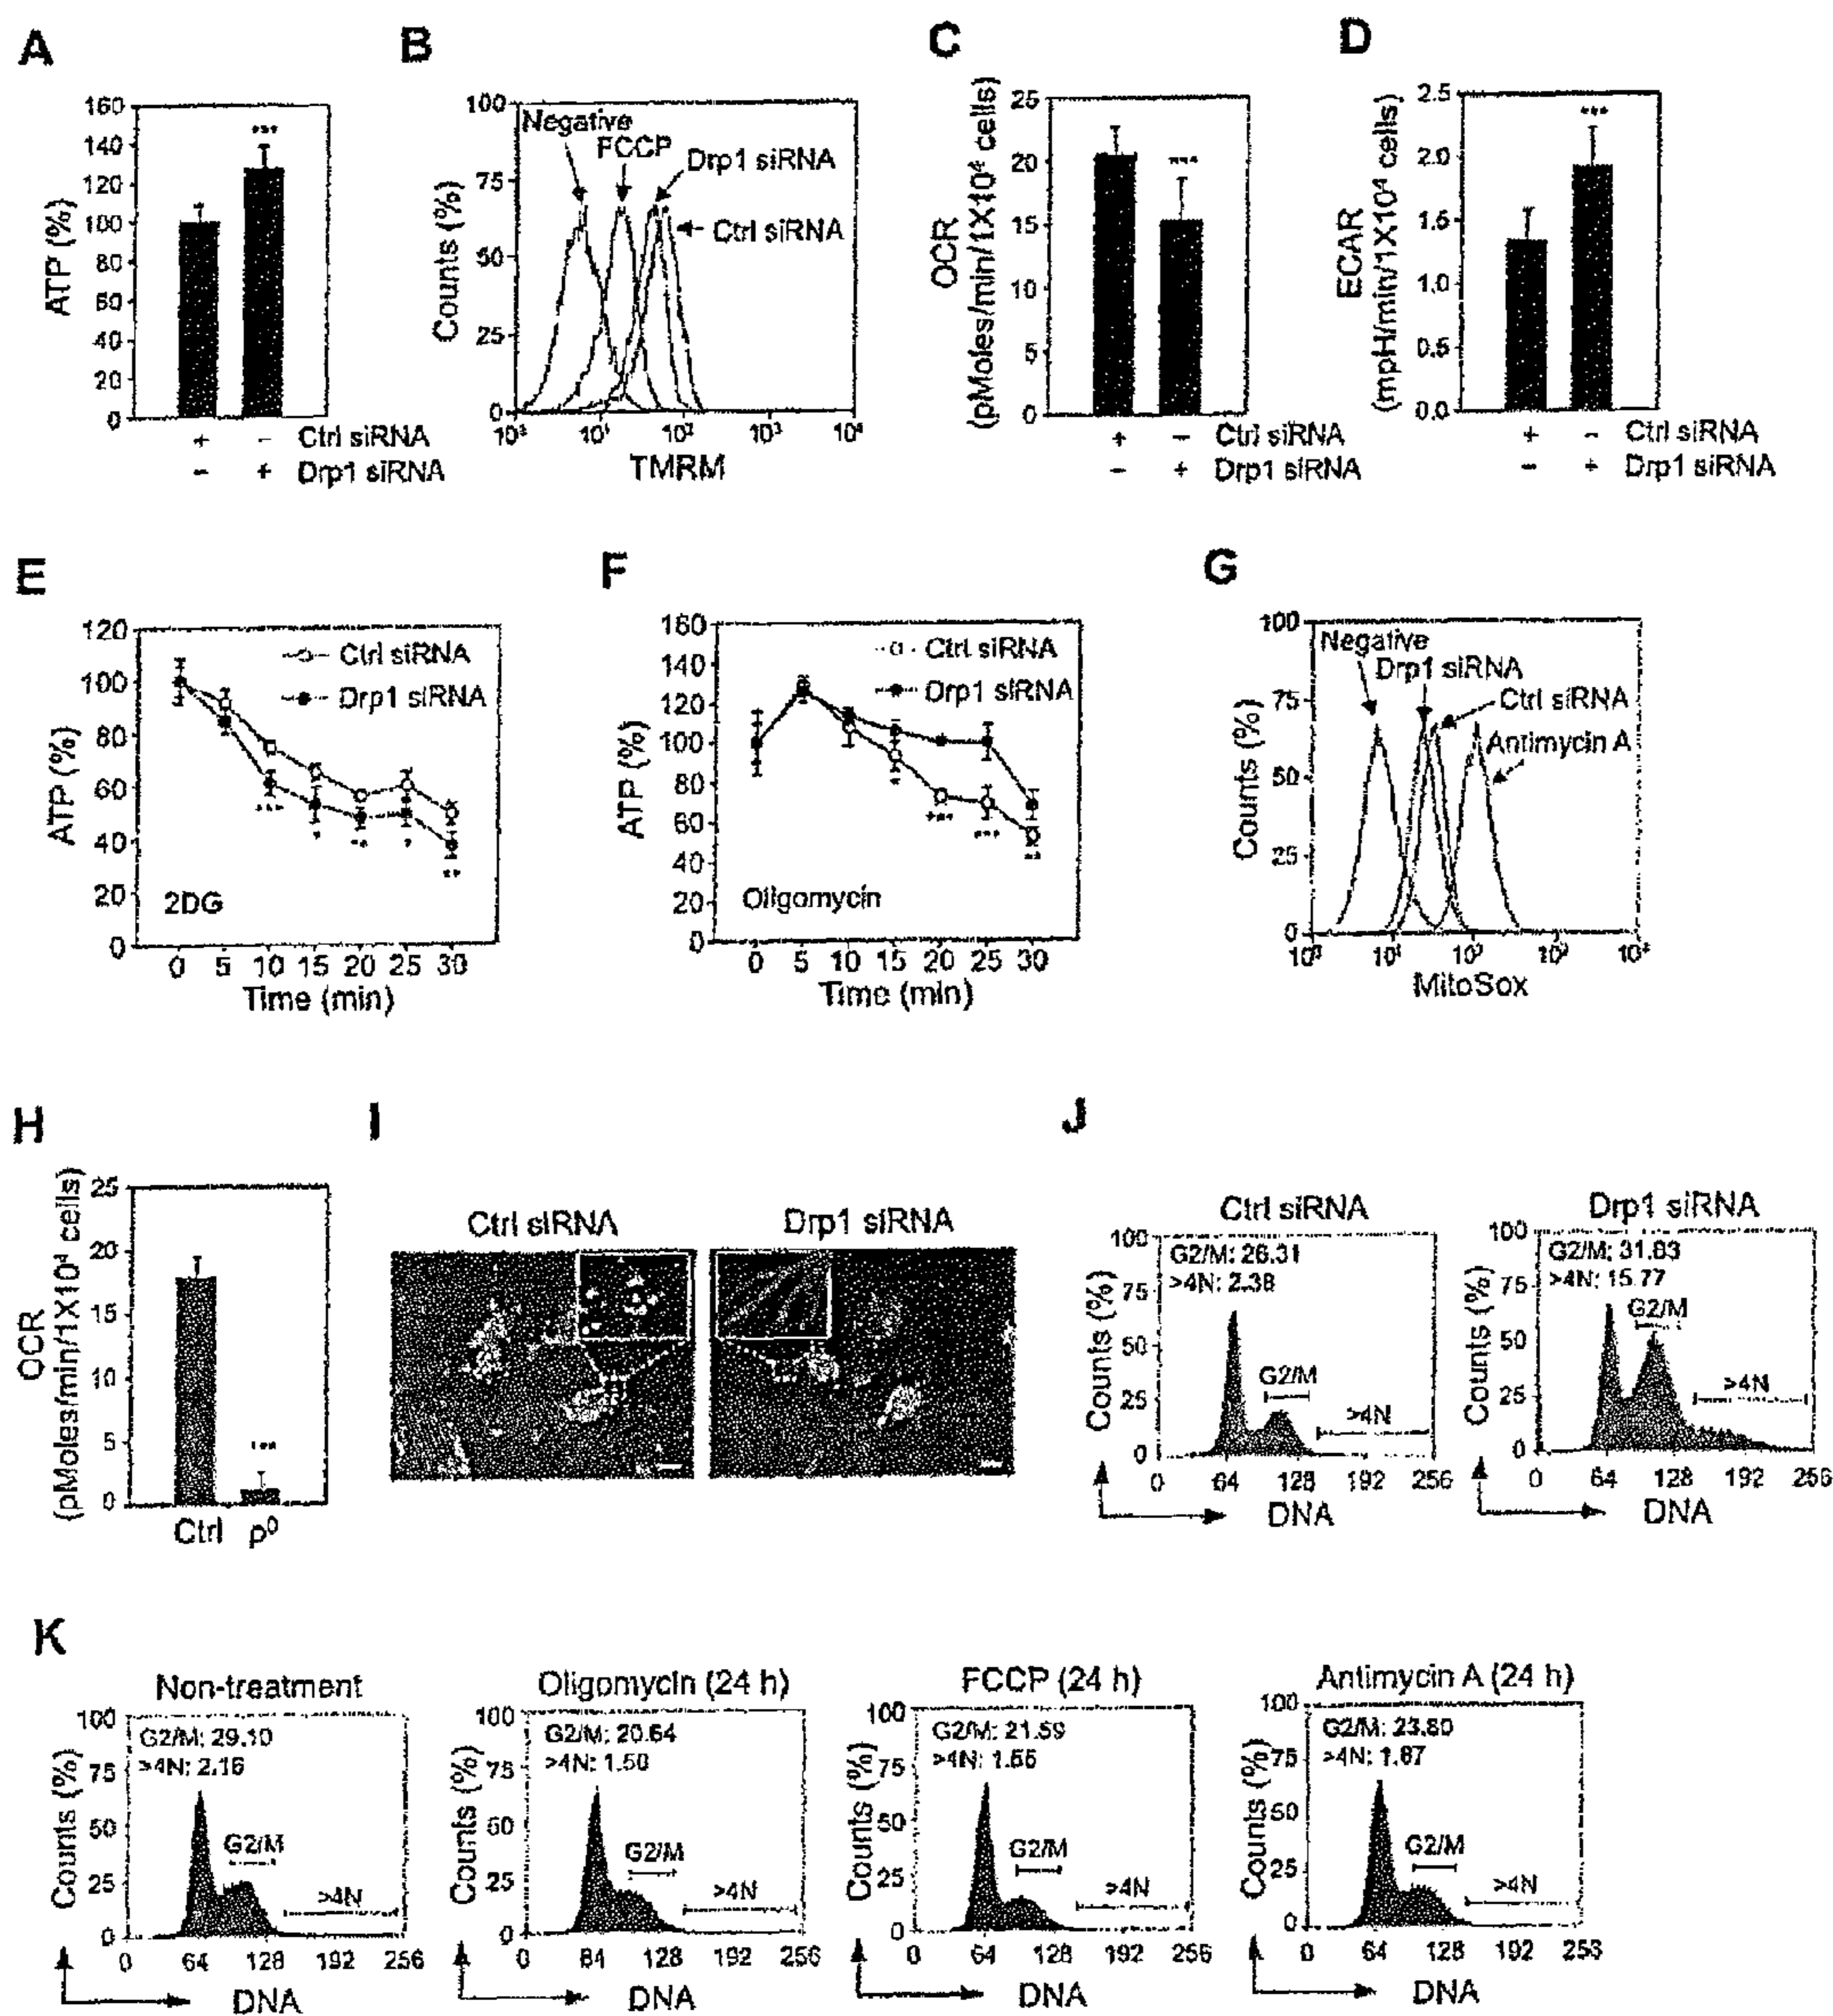 A
160
140
120
100
80
60
40
20
0
ATP (%)
+ − Ctrl siRNA
− + Drp1 siRNA
B
100
75
50
25
0
Counts (%)
Negative
FCCP
Drp1 siRNA
Ctrl siRNA
10¹ 10² 10³ 10⁴
TMRM
C
25
20
15
10
5
0
OCR
(pMoles/min/1X10⁴ cells)
***
+ − Ctrl siRNA
− + Drp1 siRNA
D
2.5
2.0
1.5
1.0
0.5
0.0
ECAR
(mpH/min/1X10⁴ cells)
***
+ − Ctrl siRNA
− + Drp1 siRNA
E
120
100
80
60
40
20
0
ATP (%)
Ctrl siRNA
Drp1 siRNA
2DG
0 5 10 15 20 25 30
Time (min)
F
160
140
120
100
80
60
40
20
0
ATP (%)
Ctrl siRNA
Drp1 siRNA
Oligomycin
0 5 10 15 20 25 30
Time (min)
G
100
75
50
25
0
Counts (%)
Negative
Drp1 siRNA
Ctrl siRNA
Antimycin A
MitoSox
H
25
20
15
10
5
0
OCR
(pMoles/min/1X10⁴ cells)
Ctrl ρ⁰
I
Ctrl siRNA
Drp1 siRNA
J
Ctrl siRNA
100
75
50
25
0
Counts (%)
G2/M: 26.31
>4N: 2.38
G2/M
>4N
0 64 128 192 256
DNA
Drp1 siRNA
100
75
50
25
0
Counts (%)
G2/M: 31.83
>4N: 15.77
G2/M
>4N
0 64 128 192 256
DNA
K
Non-treatment
100
75
50
25
0
Counts (%)
G2/M: 29.10
>4N: 2.16
G2/M
>4N
0 64 128 192 256
DNA
Oligomycin (24 h)
100
75
50
25
0
Counts (%)
G2/M: 20.64
>4N: 1.50
G2/M
>4N
0 64 128 192 256
DNA
FCCP (24 h)
100
75
50
25
0
Counts (%)
G2/M: 21.59
>4N: 1.56
G2/M
>4N
0 64 128 192 256
DNA
Antimycin A (24 h)
100
75
50
25
0
Counts (%)
G2/M: 23.80
>4N: 1.87
G2/M
>4N
0 64 128 192 256
DNA